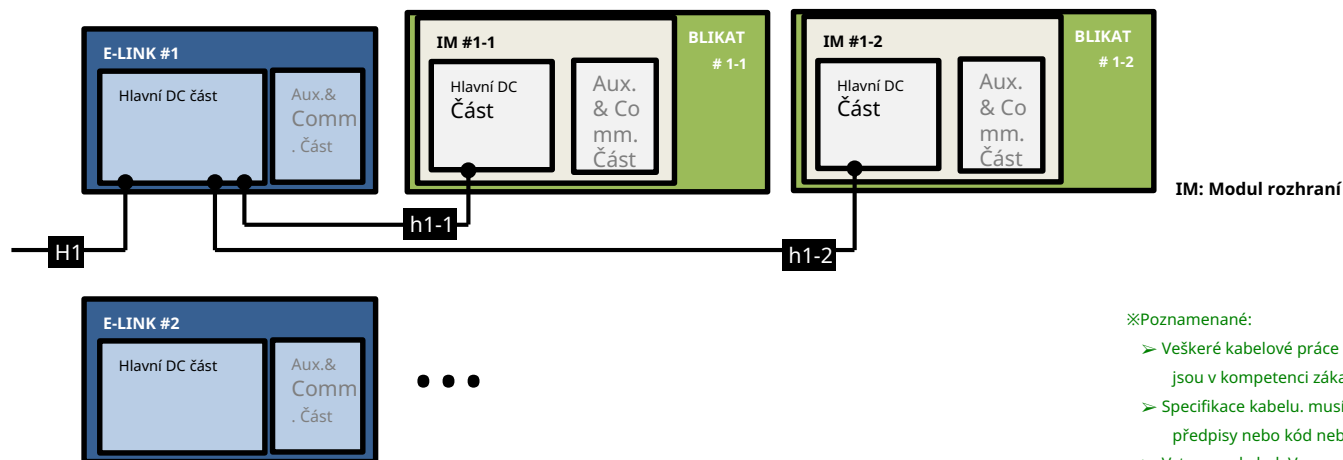 E-LINK #1
Hlavní DC část
Aux.&
Comm
. Část
IM #1-1
Hlavní DC
Část
Aux.
& Co
mm.
Část
BLIKAT
# 1-1
IM #1-2
Hlavní DC
Část
Aux.
& Co
mm.
Část
BLIKAT
# 1-2
IM: Modul rozhraní
h1-1
H1
h1-2
E-LINK #2
Hlavní DC část
Aux.&
Comm
. Část
• • •
※Poznamenané:
➢ Veškeré kabelové práce
jsou v kompetenci
➢ Specifikace kabelu.
předpisy nebo kód